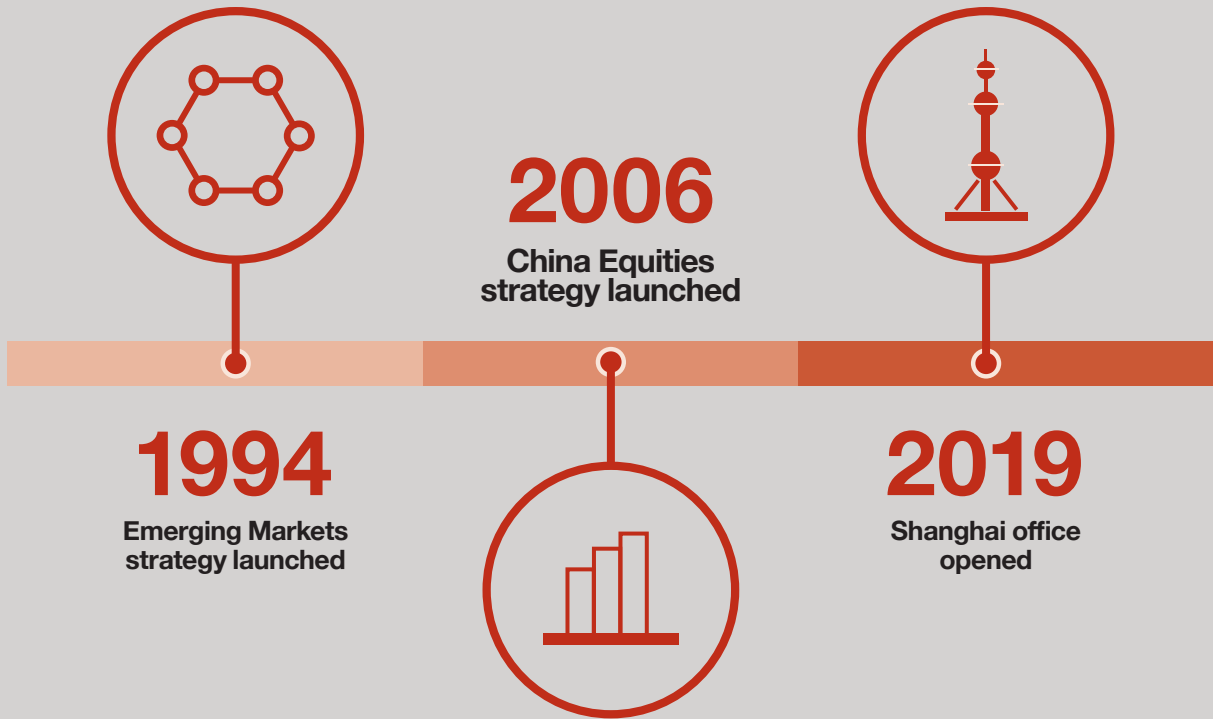 1994
Emerging Markets
strategy launched
2006
China Equities
strategy launched
2019
Shanghai office
opened